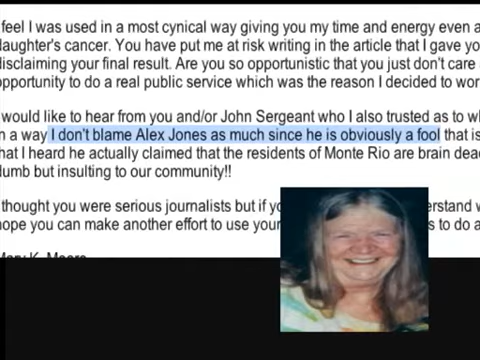 feel I was used in a most cynical way giving you my time and energy even a
daughter's cancer. You have put me at risk writing in the article that I gave yo
disclaiming your final result. Are you so opportunistic that you just don't care
opportunity to do a real public service which was the reason I decided to wor
would like to hear from you and/or John Sergeant who I also trusted as to w
n a way I don't blame Alex Jones as much since he is obviously a fool that is
hat I heard he actually claimed that the residents of Monte Rio are brain dea
dumb but insulting to our community!!
thought you were serious journalists but if yo erstand w
hope you can make another effort to use your s to do a
Mary K. Moore